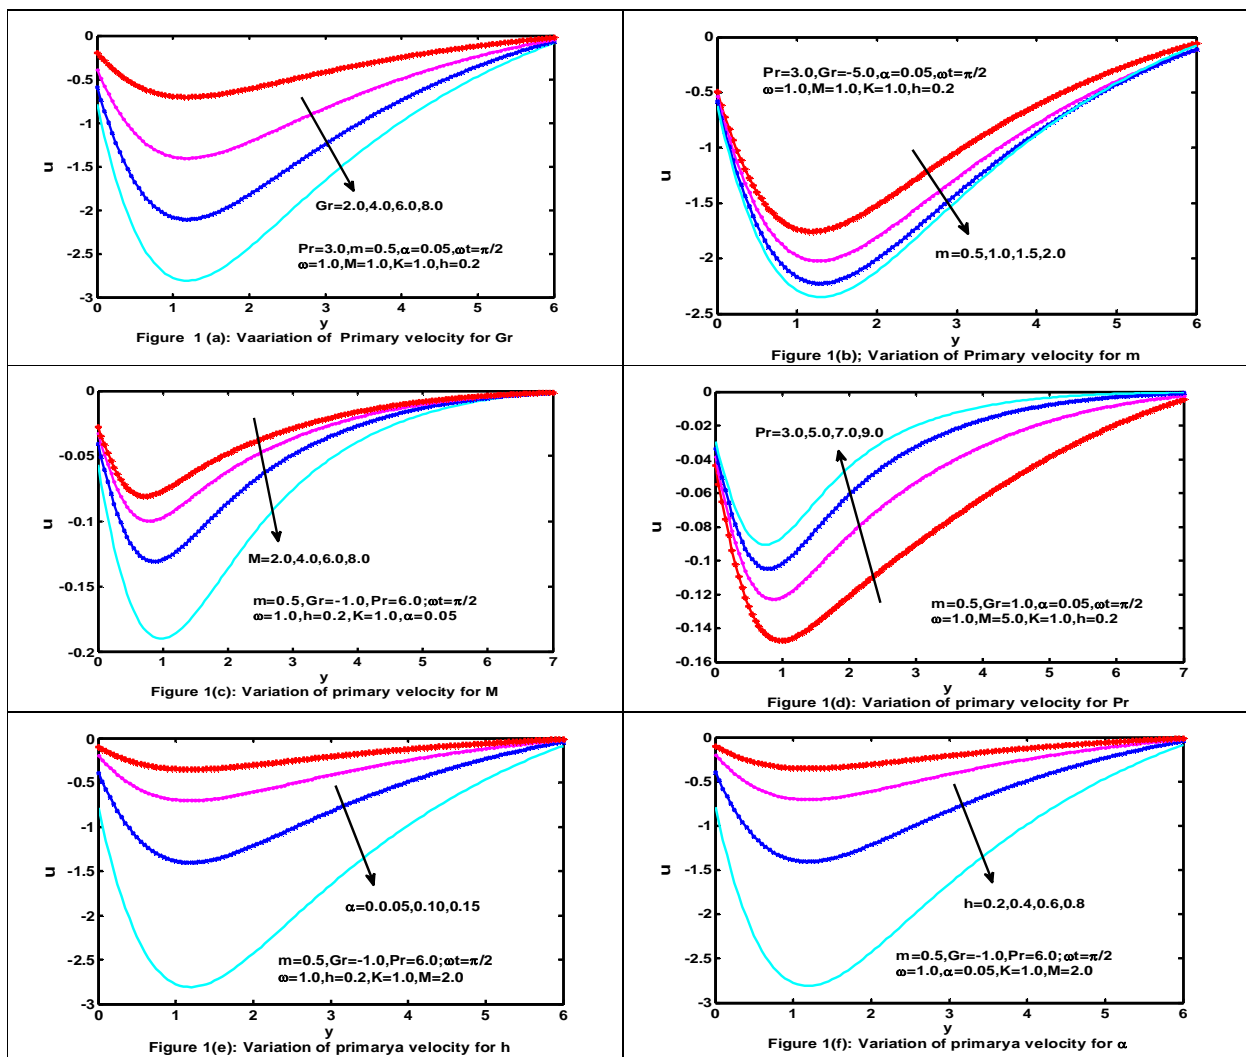 0
-0.5
-1
-1.5
-2
-2.5
-3
u
Gr=2.0,4.0,6.0,8.0
Pr=3.0,m=0.5,α=0.05,ωt=π/2
ω=1.0,M=1.0,K=1.0,h=0.2
0 1 2 3 4 5 6
y
Figure 1 (a): Vaariation of Primary velocity for Gr
0
-0.5
-1
-1.5
-2
-2.5
u
Pr=3.0,Gr=-5.0,α=0.05,ωt=π/2
ω=1.0,M=1.0,K=1.0,h=0.2
m=0.5,1.0,1.5,2.0
0 1 2 3 4 5 6
y
Figure 1(b); Variation of Primary velocity for m
0
-0.05
-0.1
-0.15
-0.2
u
M=2.0,4.0,6.0,8.0
m=0.5,Gr=-1.0,Pr=6.0;ωt=π/2
ω=1.0,h=0.2,K=1.0,α=0.05
0 1 2 3 4 5 6 7
y
Figure 1(c): Variation of primary velocity for M
0
-0.02
-0.04
-0.06
-0.08
-0.1
-0.12
-0.14
-0.16
u
Pr=3.0,5.0,7.0,9.0
m=0.5,Gr=1.0,α=0.05,ωt=π/2
ω=1.0,M=5.0,K=1.0,h=0.2
0 1 2 3 4 5 6 7
y
Figure 1(d): Variation of primary velocity for Pr
0
-0.5
-1
-1.5
-2
-2.5
-3
u
α=0.0.05,0.10,0.15
m=0.5,Gr=-1.0,Pr=6.0;ωt=π/2
ω=1.0,h=0.2,K=1.0,M=2.0
0 1 2 3 4 5 6
y
Figure 1(e): Variation of primarya velocity for h
0
-0.5
-1
-1.5
-2
-2.5
-3
u
h=0.2,0.4,0.6,0.8
m=0.5,Gr=-1.0,Pr=6.0;ωt=π/2
ω=1.0,α=0.05,K=1.0,M=2.0
0 1 2 3 4 5 6
y
Figure 1(f): Variation of primarya velocity for α